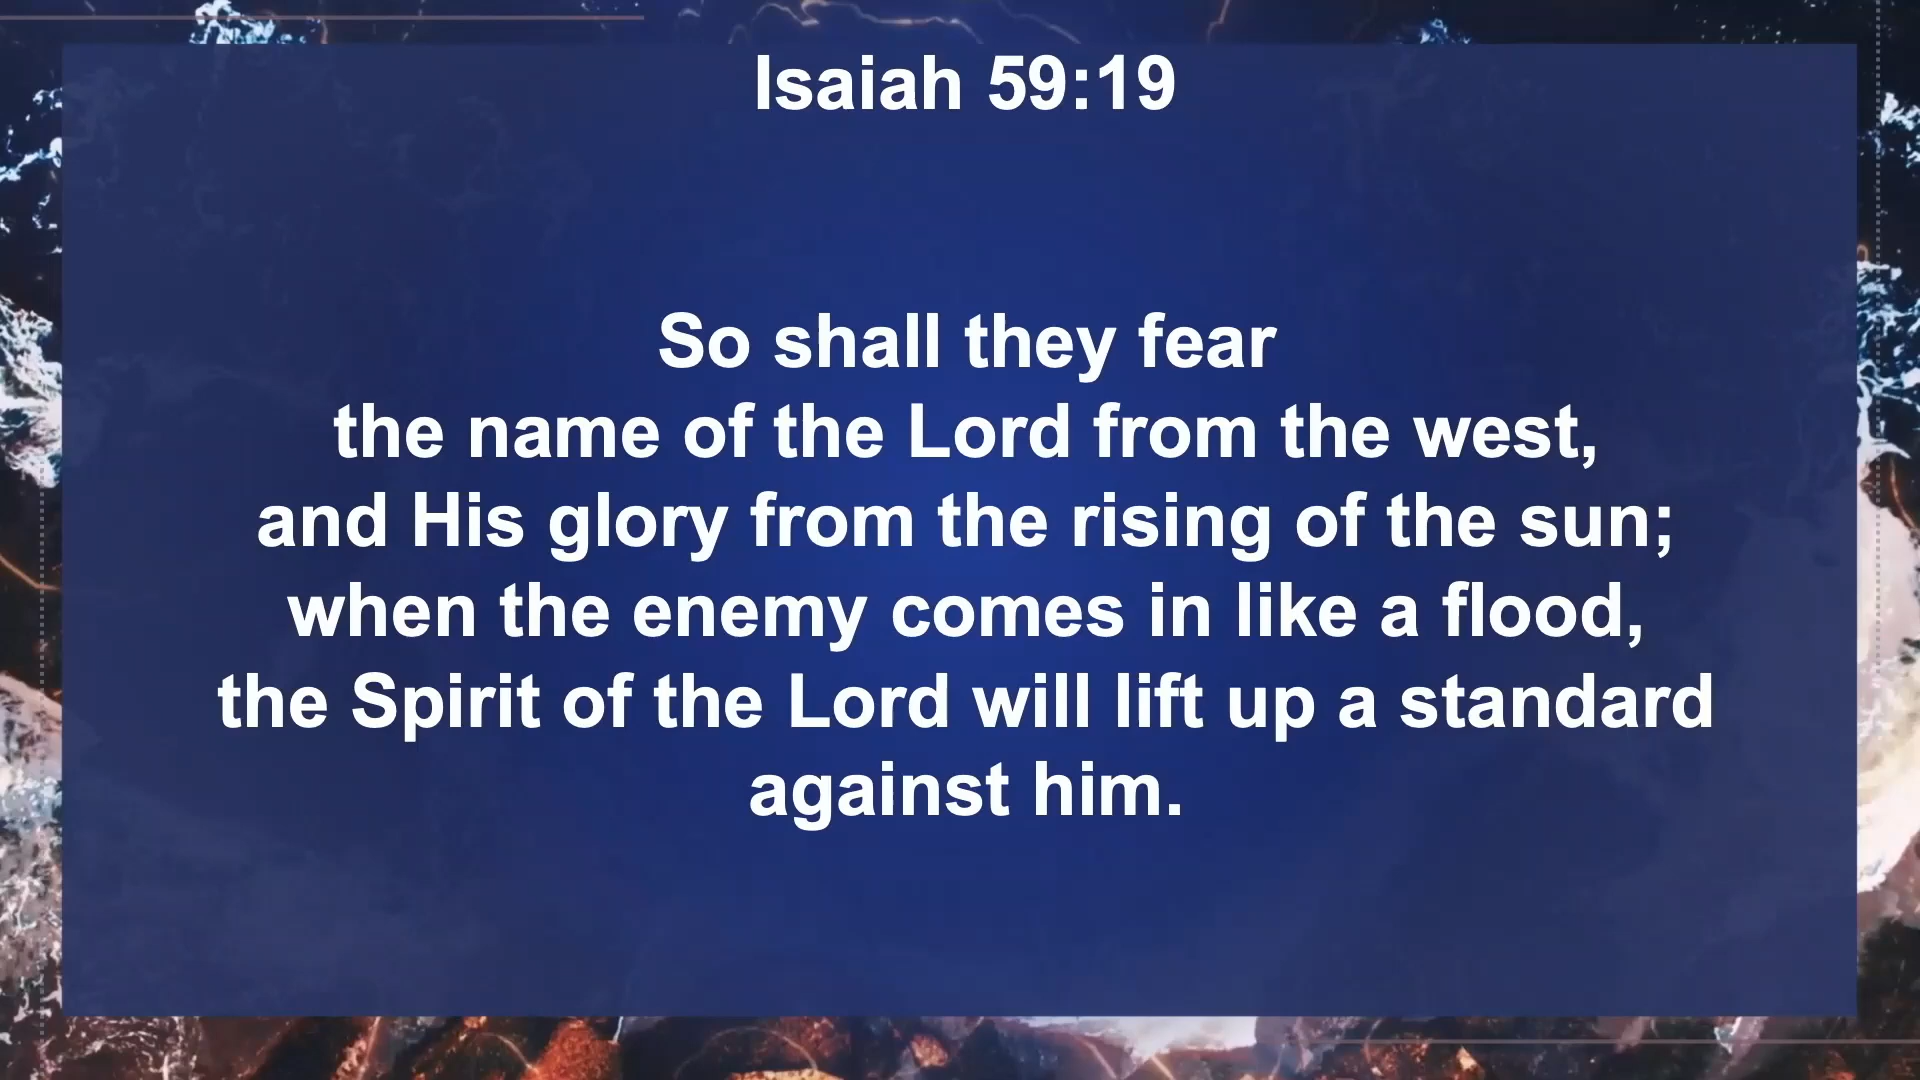 Isaiah 59:19
So shall they fear
the name of the Lord from the west,
and His glory from the rising of the sun;
when the enemy comes in like a flood,
the Spirit of the Lord will lift up a standard
against him.